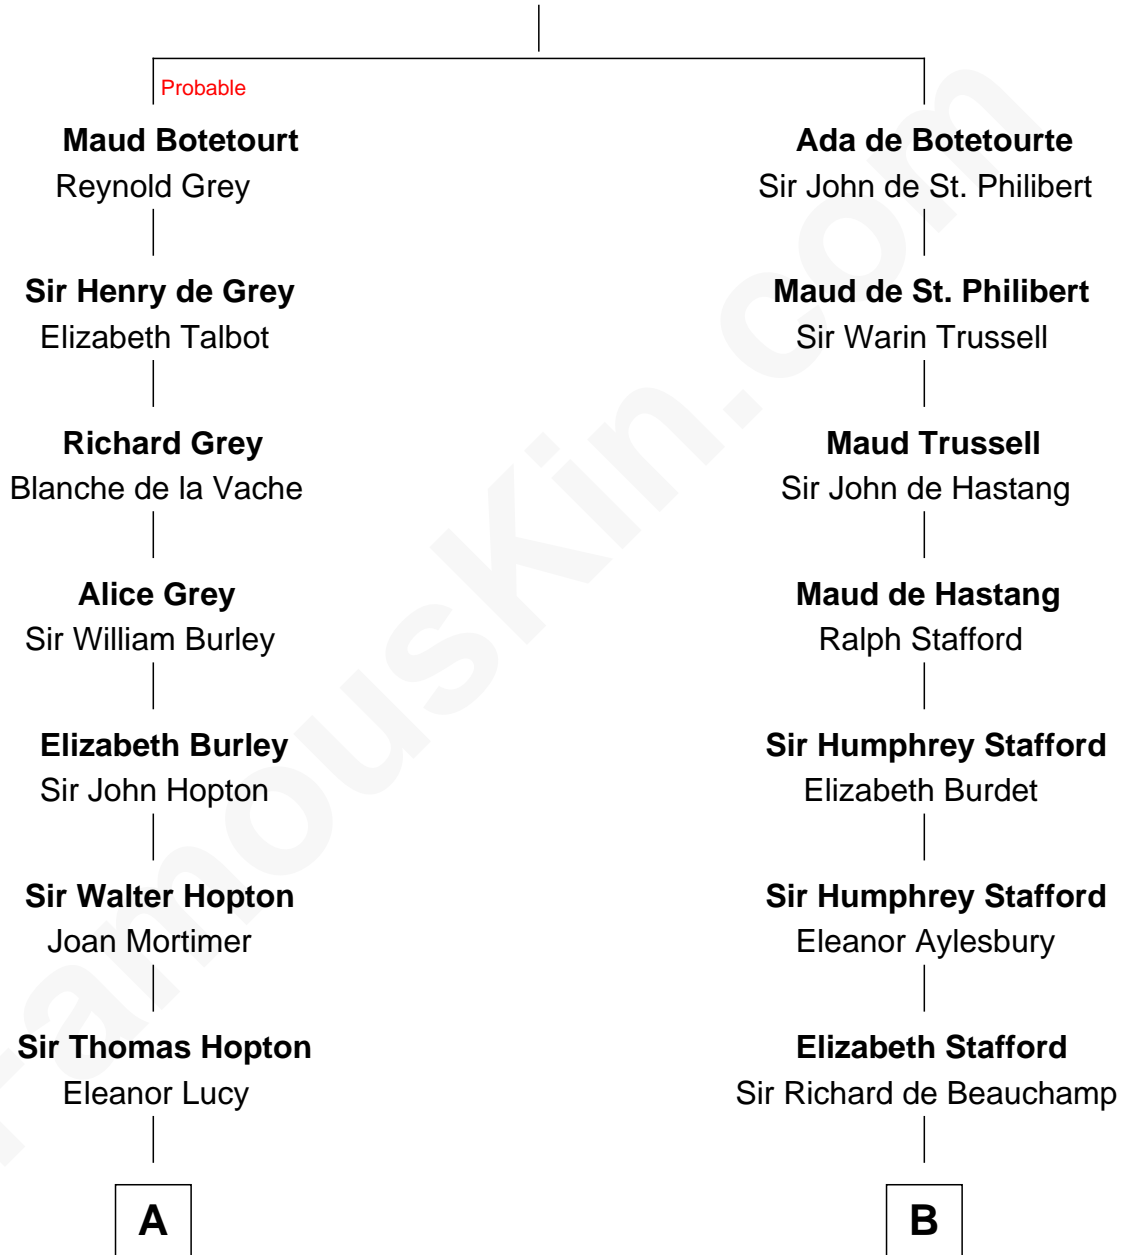 Probable
Maud Botetourt
Reynold Grey
Sir Henry de Grey
Elizabeth Talbot
Richard Grey
Blanche de la Vache
Alice Grey
Sir William Burley
Elizabeth Burley
Sir John Hopton
Sir Walter Hopton
Joan Mortimer
Sir Thomas Hopton
Eleanor Lucy
A
Ada de Botetourte
Sir John de St. Philibert
Maud de St. Philibert
Sir Warin Trussell
Maud Trussell
Sir John de Hastang
Maud de Hastang
Ralph Stafford
Sir Humphrey Stafford
Elizabeth Burdet
Sir Humphrey Stafford
Eleanor Aylesbury
Elizabeth Stafford
Sir Richard de Beauchamp
B
FamousKin.com